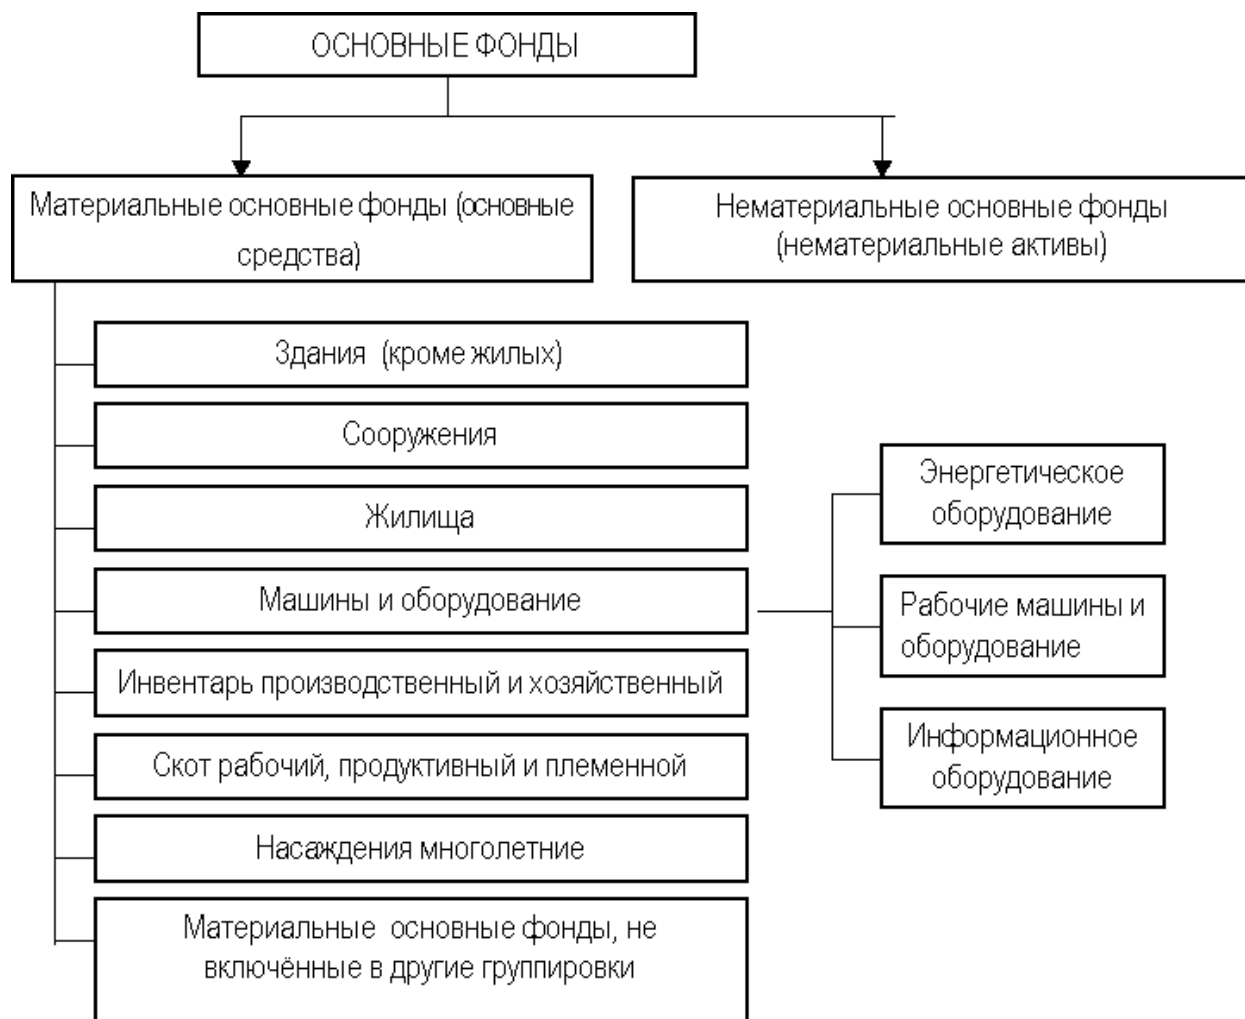 ОСНОВНЫЕ ФОНДЫ
Материальные основные фонды (основные
средства)
Нематериальные основные фонды
(нематериальные активы)
Здания (кроме жилых)
Сооружения
Жилища
Машины и оборудование
Инвентарь производственный и хозяйственный
Скот рабочий, продуктивный и племенной
Насаждения многолетние
Материальные основные фонды, не
включённые в другие группировки
Энергетическое
оборудование
Рабочие машины и
оборудование
Информационное
оборудование